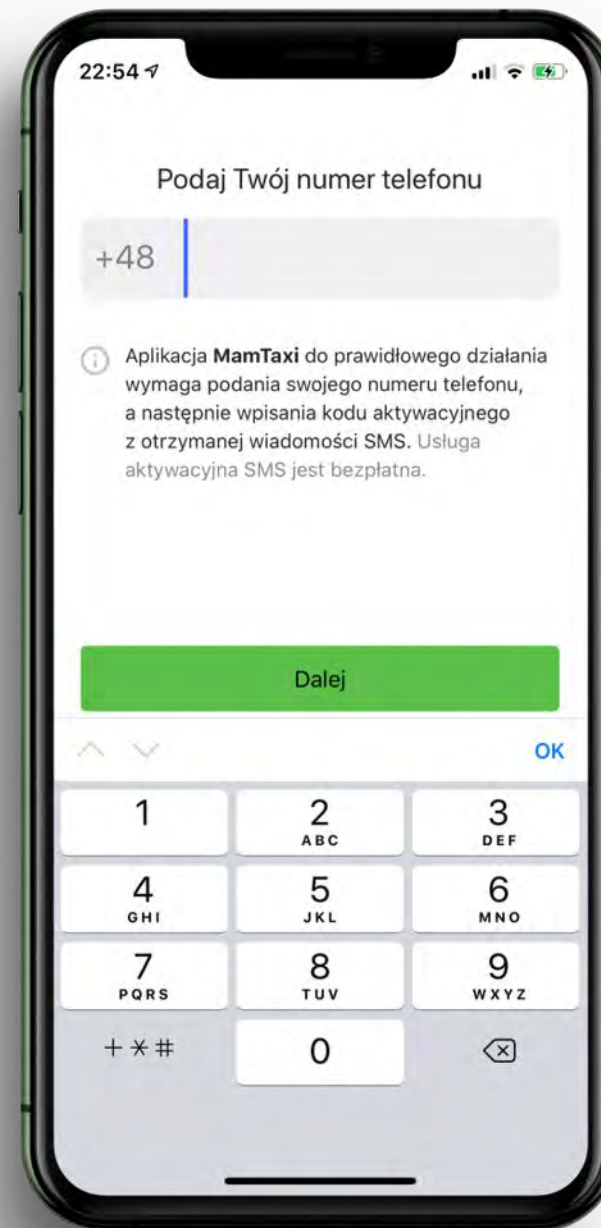 22:54
Podaj Twój numer telefonu
+48
Aplikacja MamTaxi do prawidłowego działania
wymaga podania swojego numeru telefonu,
a następnie wpisania kodu aktywacyjnego
z otrzymanej wiadomości SMS. Usługa
aktywacyjna SMS jest bezpłatna.
Dalej
OK
1 2 3
ABC DEF
4 5 6
GHI JKL MNO
7 8 9
PQRS TUV WXYZ
+*# 0